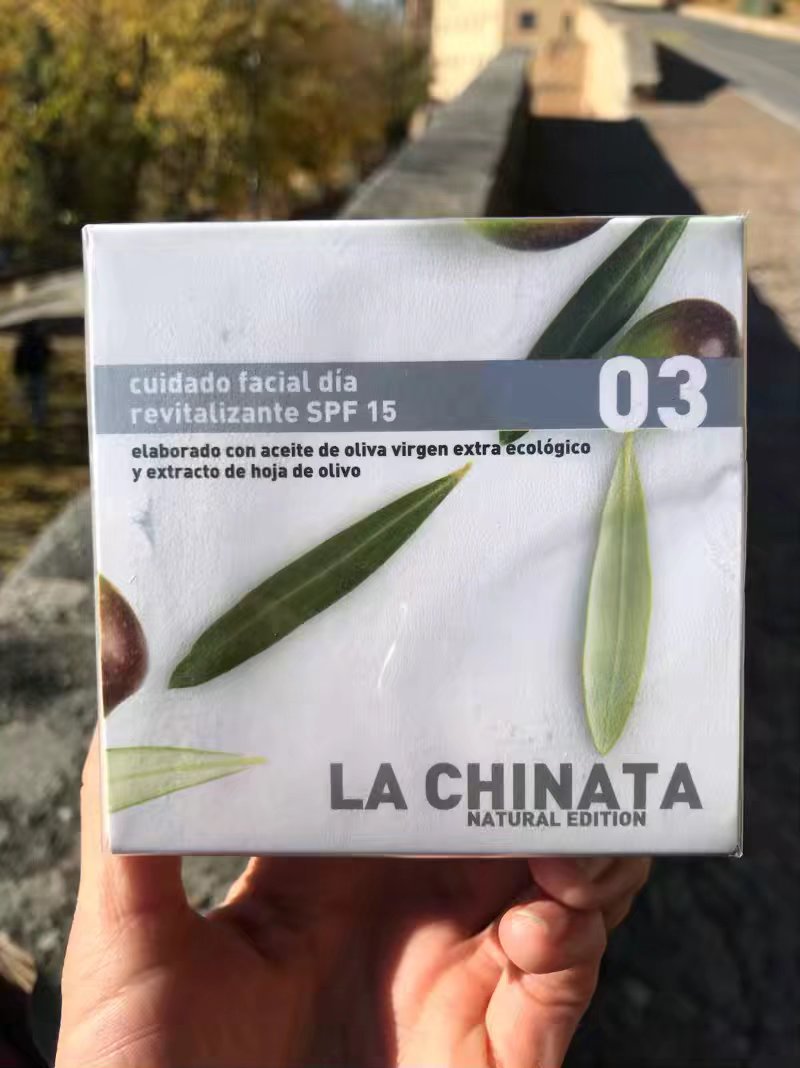 cuidado facial día
revitalizante SPF 15
03
elaborado con aceite de oliva virgen extra ecológico
y extracto de hoja de olivo
LA CHINATA
NATURAL EDITION